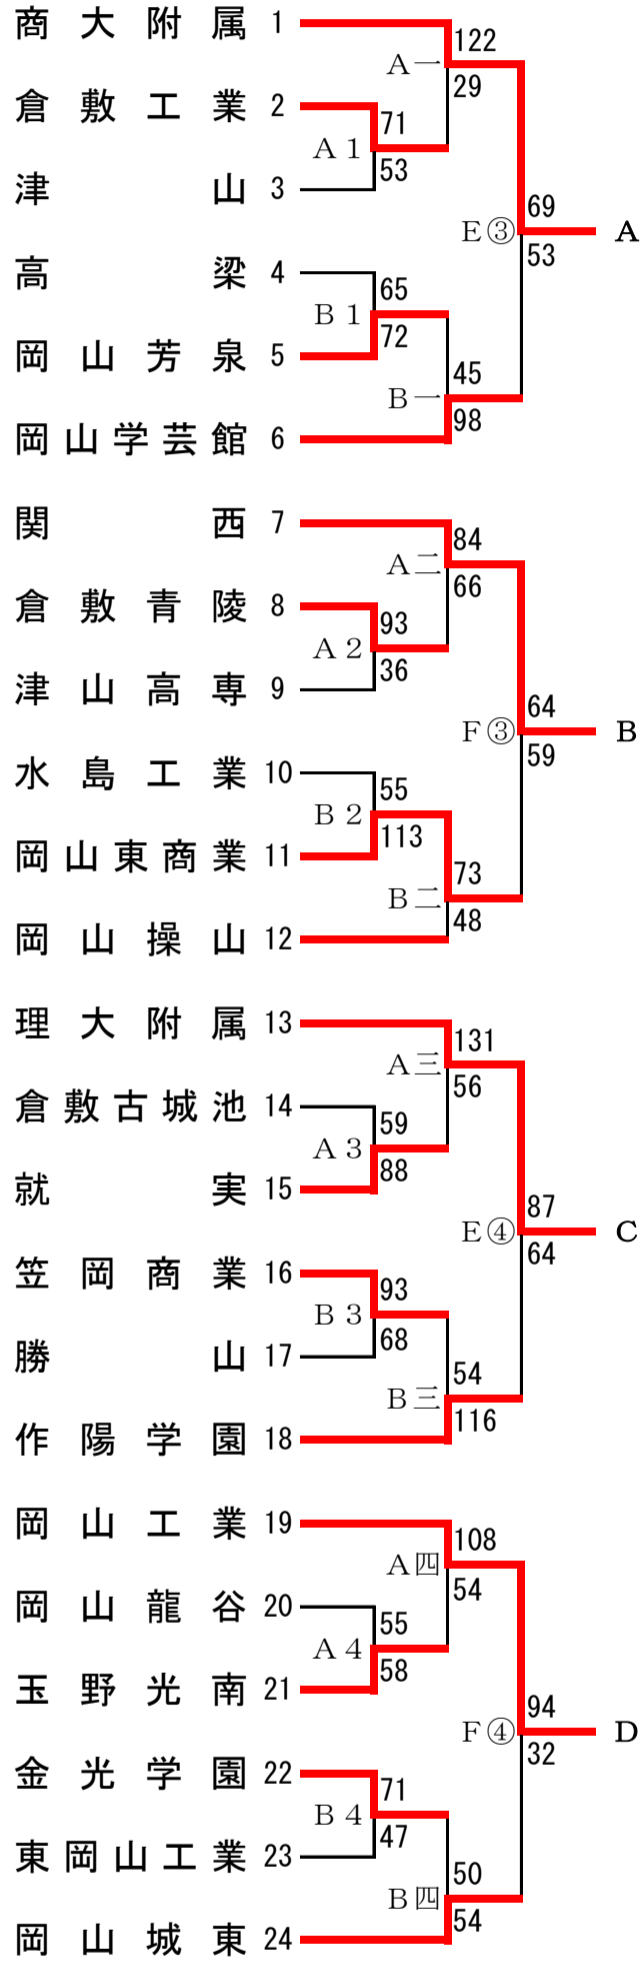 商大附属 1
122
A一
29
倉敷工業 2
71
A1
53
津山 3
69
E③ A
53
高梁 4
65
B1
72
岡山芳泉 5
45
B一
98
岡山学芸館 6
関西 7
84
A二
66
倉敷青陵 8
93
A2
36
津山高専 9
64
F③ B
59
水島工業 10
55
B2
113
岡山東商業 11
73
B二
48
岡山操山 12
理大附属 13
131
A三
56
倉敷古城池 14
59
A3
88
就実 15
87
E④ C
64
笠岡商業 16
93
B3
68
勝山 17
54
B三
116
作陽学園 18
岡山工業 19
108
A四
54
岡山龍谷 20
55
A4
58
玉野光南 21
94
F④ D
32
金光学園 22
71
B4
47
東岡山工業 23
50
B四
54
岡山城東 24